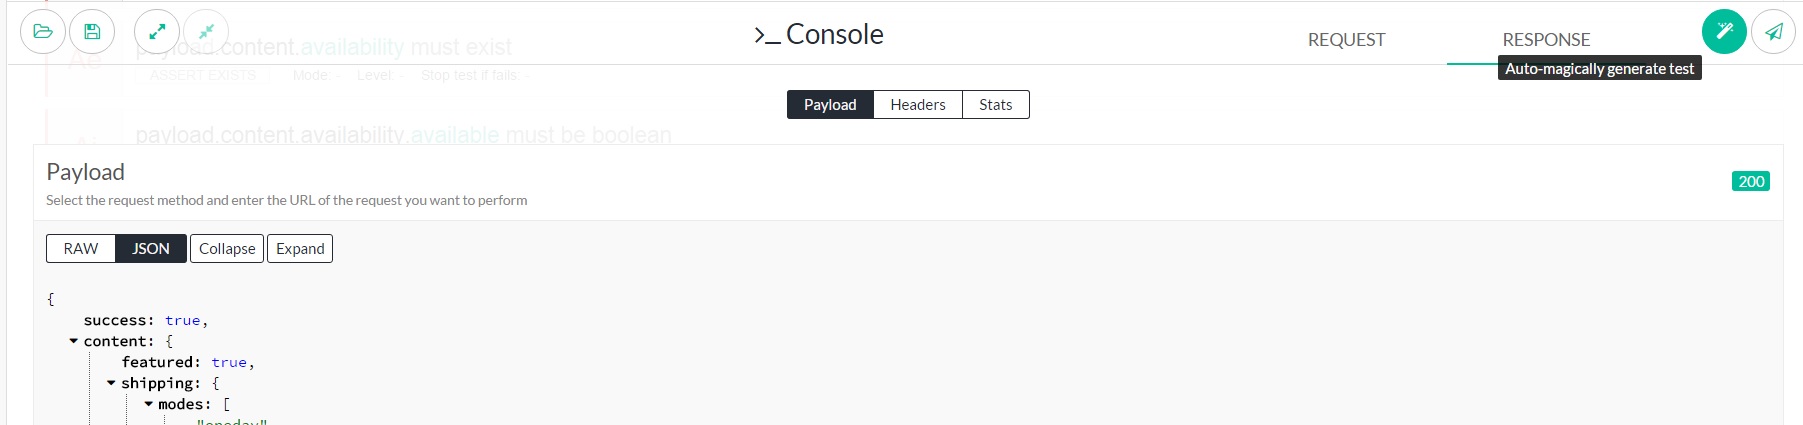 >_ Console
REQUEST
RESPONSE
payload.content.availability must exist
ASSERT EXISTS Mode: - Level: - Stop test if fails: -
Auto-magically generate test
Payload Headers Stats
payload.content.availability.available must be boolean
Payload
200
Select the request method and enter the URL of the request you want to perform
RAW JSON Collapse Expand
{
success: true,
content: {
featured: true,
shipping: {
modes: [
"oneday"